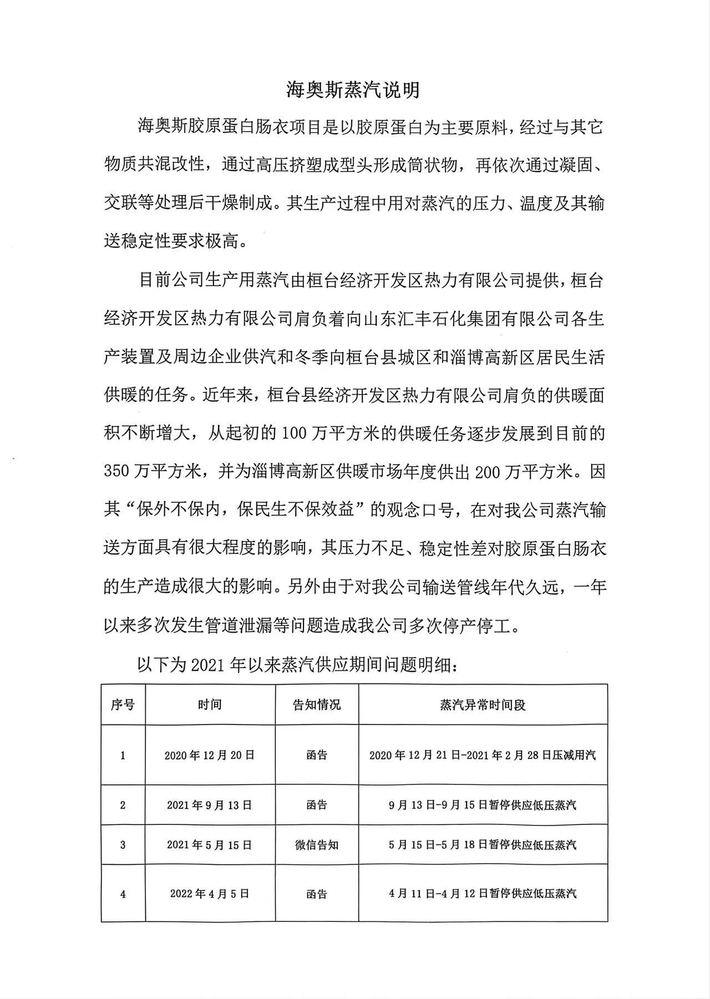 海奥斯蒸汽说明
海奥斯胶原蛋白肠衣项目是以胶原蛋白为主要原料，经过与其它
物质共混改性，通过高压挤塑成型头形成筒状物，再依次通过凝固、
交联等处理后干燥制成。其生产过程中用对蒸汽的压力、温度及其输
送稳定性要求极高。
目前公司生产用蒸汽由桓台经济开发区热力有限公司提供，桓台
经济开发区热力有限公司肩负着向山东汇丰石化集团有限公司各生
产装置及周边企业供汽和冬季向桓台县城区和淄博高新区居民生活
供暖的任务。近年来，桓台县经济开发区热力有限公司肩负的供暖面
积不断增大，从起初的 100 万平方米的供暖任务逐步发展到目前的
350 万平方米，并为淄博高新区供暖市场年度供出 200 万平方米。因
其“保外不保内，保民生不保效益”的观念口号，在对我公司蒸汽输
送方面具有很大程度的影响，其压力不足、稳定性差对胶原蛋白肠衣
的生产造成很大的影响。另外由于对我公司输送管线年代久远，一年
以来多次发生管道泄漏等问题造成我公司多次停产停工。
以下为 2021 年以来蒸汽供应期间问题明细：
序号 时间 告知情况 蒸汽异常时间段
1 2020 年 12 月 20 日 函告 2020 年 12 月 21 日-2021 年 2 月 28 日压减用汽
2 2021 年 9 月 13 日 函告 9 月 13 日-9 月 15 日暂停供应低压蒸汽
3 2021 年 5 月 15 日 微信告知 5 月 15 日-5 月 18 日暂停供应低压蒸汽
4 2022 年 4 月 5 日 函告 4 月 11 日-4 月 12 日暂停供应低压蒸汽